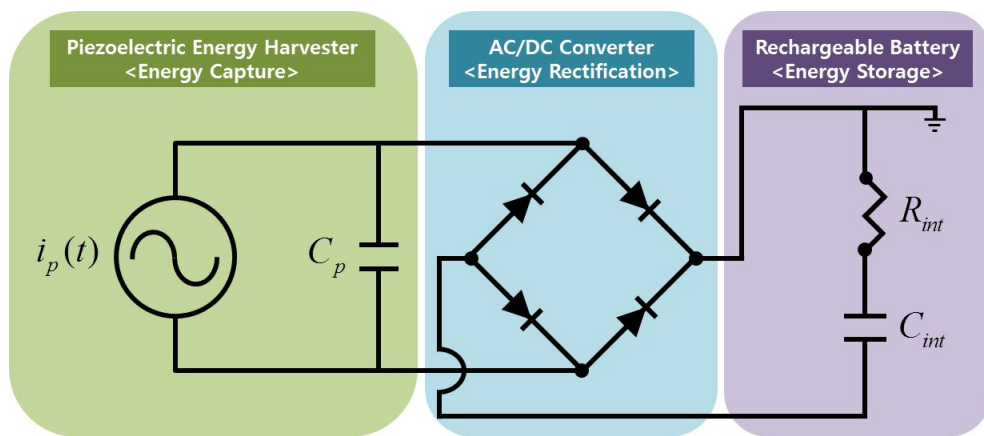 Piezoelectric Energy Harvester
<Energy Capture>
AC/DC Converter
<Energy Rectification>
Rechargeable Battery
<Energy Storage>
i_p(t)
C_p
R_int
C_int